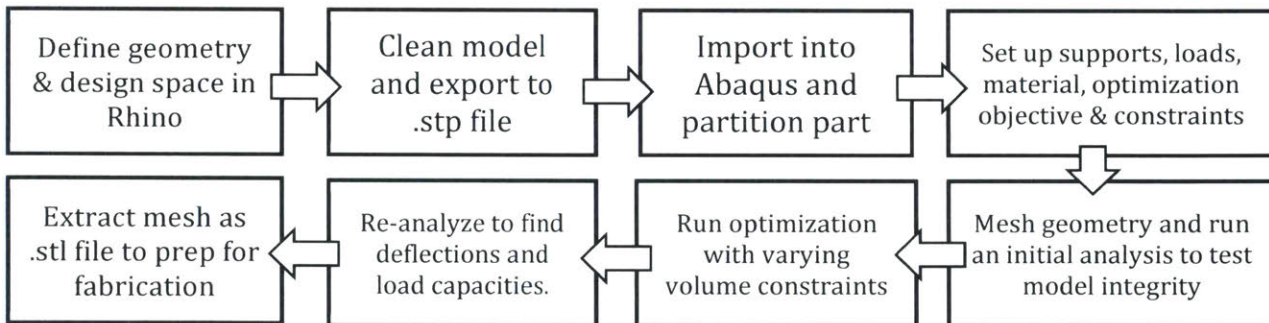 Define geometry
& design space in
Rhino
Clean model
and export to
.stp file
Import into
Abaqus and
partition part
Set up supports, loads,
material, optimization
objective & constraints
Mesh geometry and run
an initial analysis to test
model integrity
Run optimization
with varying
volume constraints
Re-analyze to find
deflections and
load capacities.
Extract mesh as
.stl file to prep for
fabrication